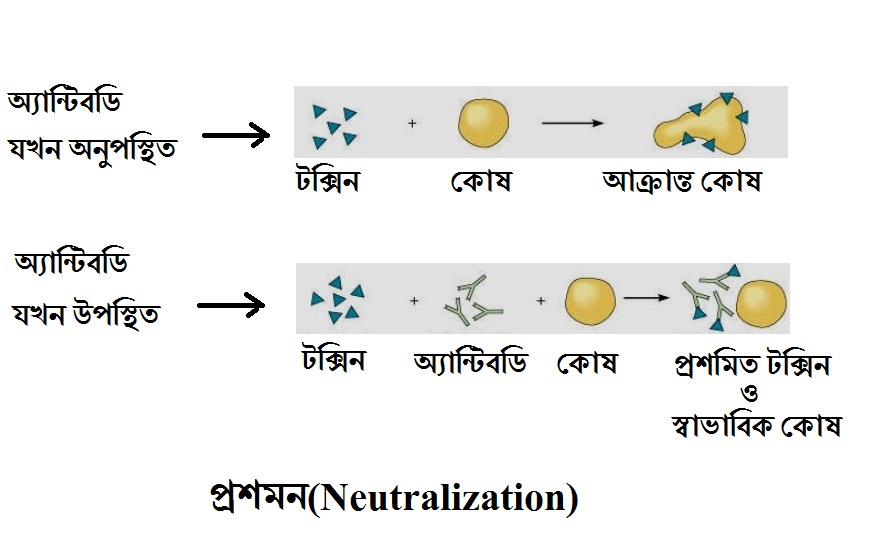 অ্যান্টিবডি
যখন অনুপস্থিত
+
টক্সিন কোষ আক্রান্ত কোষ
অ্যান্টিবডি
যখন উপস্থিত
+ +
টক্সিন অ্যান্টিবডি কোষ প্রশমিত টক্সিন
ও
স্বাভাবিক কোষ
প্রশমন(Neutralization)